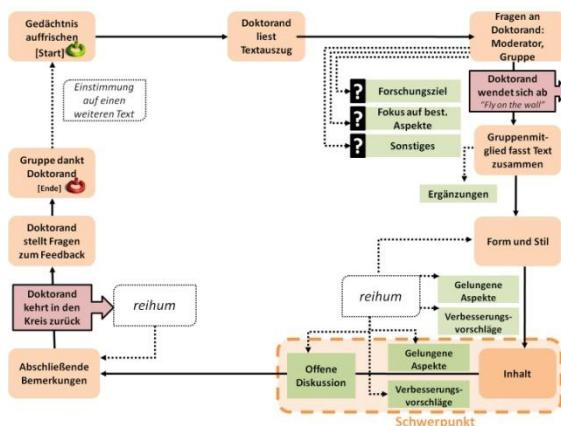 Gedächtnis
auffrischen
[Start]
Doktorand
liest
Textauszug
Fragen an
Doktorand:
Moderator,
Gruppe
Doktorand
wendet sich ab
"Fly on the wall"
?
Forschungsziel
?
Fokus auf best.
Aspekte
?
Sonstiges
Gruppenmit-
glied fasst Text
zusammen
Ergänzungen
Form und Stil
reihum
Gelungene
Aspekte
Verbesserungs-
vorschläge
Inhalt
Gelungene
Aspekte
Verbesserungs-
vorschläge
Offene
Diskussion
Schwerpunkt
Abschließende
Bemerkungen
reihum
Doktorand
kehrt in den
Kreis zurück
Doktorand
stellt Fragen
zum Feedback
Gruppe dankt
Doktorand
[Ende]
Einstimmung
auf einen
weiteren Text